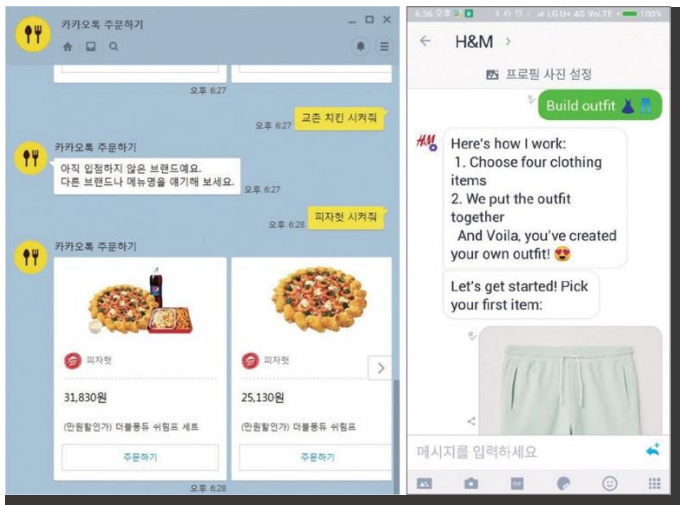 카카오톡 주문하기
오후 6:27
교촌 치킨 시켜줘
오후 6:27
카카오톡 주문하기
아직 입점하지 않은 브랜드예요.
다른 브랜드나 메뉴명을 얘기해 보세요.
오후 6:27
피자헛 시켜줘
오후 6:28
카카오톡 주문하기
피자헛
31,830원
(만원할인가) 더블퐁듀 쉬림프 세트
주문하기
피자헛
25,130원
(만원할인가) 더블퐁듀 쉬림프
주문하기
오후 6:28
6:36 오후
LG U+ 4G VoLTE
100%
H&M
프로필 사진 설정
Build outfit
H&M
Here's how I work:
1. Choose four clothing
items
2. We put the outfit
together
And Voila, you've created
your own outfit!
Let's get started! Pick
your first item:
메시지를 입력하세요
GIF